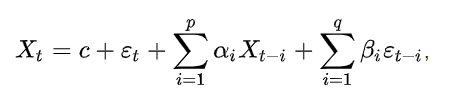 $X_t = c + \varepsilon_t + \sum_{i=1}^{p} \alpha_i X_{t-i} + \sum_{i=1}^{q} \beta_i \varepsilon_{t-i},$